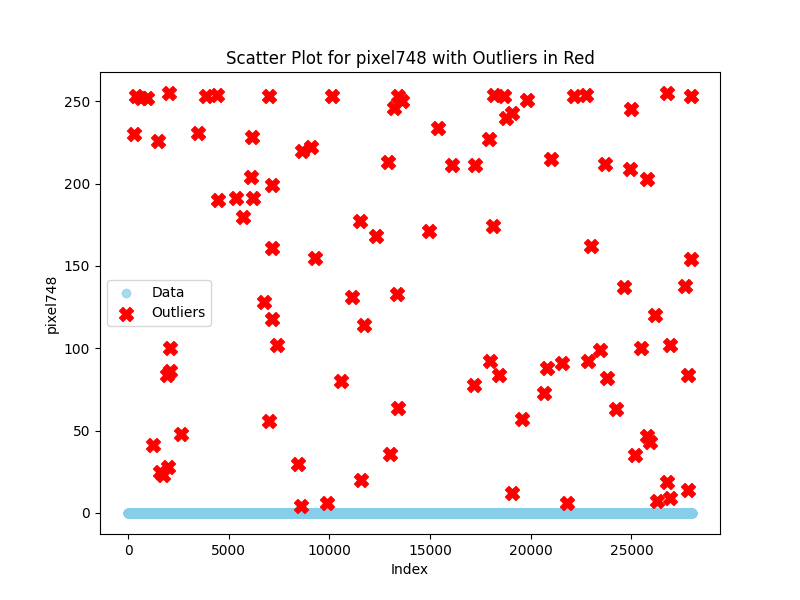 Scatter Plot for pixel748 with Outliers in Red
250
200
150
100
50
0
pixel748
Data
Outliers
0 5000 10000 15000 20000 25000
Index